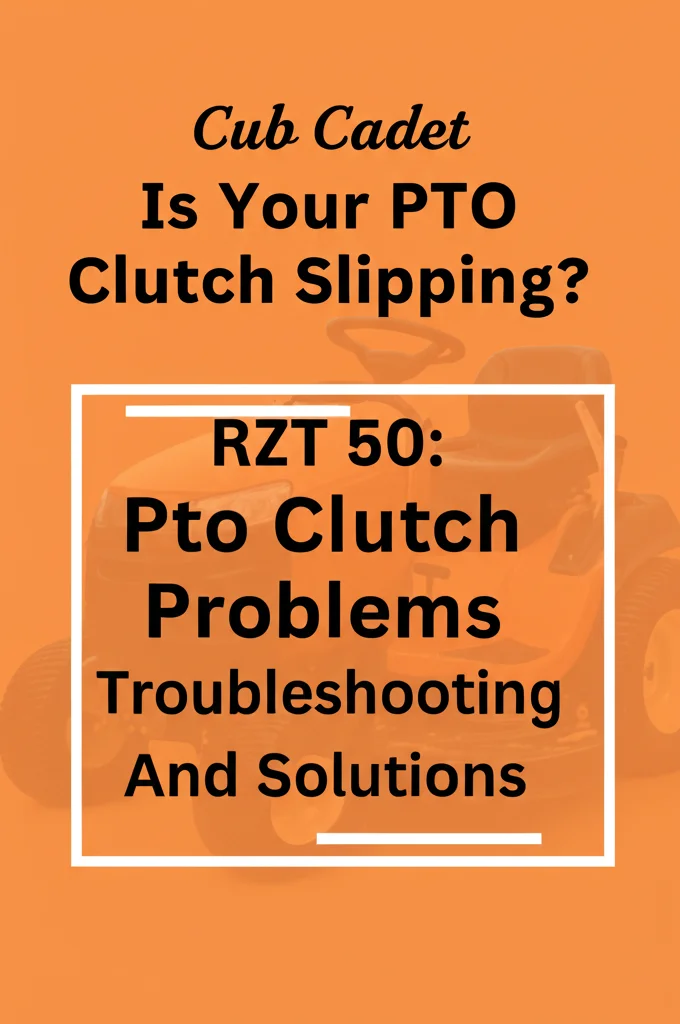 Cub Cadet
Is Your PTO
Clutch Slipping?
RZT 50:
Pto Clutch
Problems
Troubleshooting
And Solutions